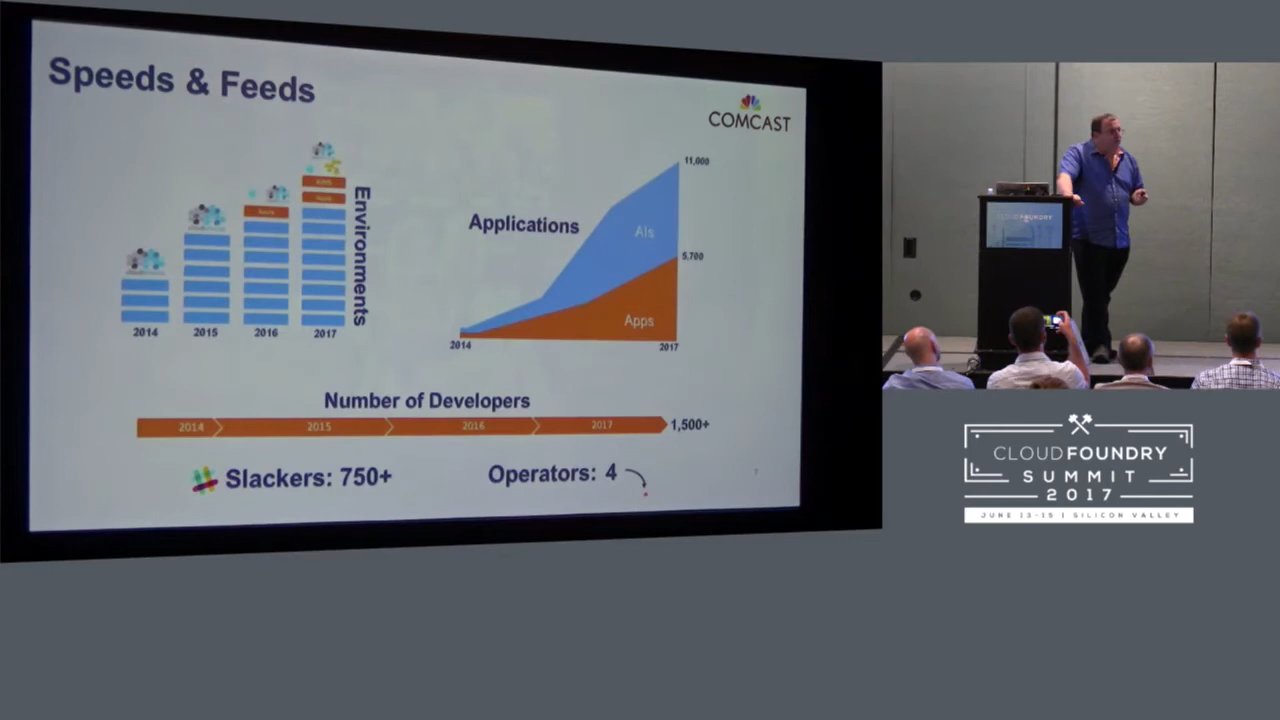 Speeds & Feeds
COMCAST
Environments
2014
2015
2016
2017
Applications
AIs
Apps
11,000
5,700
2014
2017
Number of Developers
2014
2015
2016
2017
1,500+
Slackers: 750+
Operators: 4
7
CLOUD FOUNDRY
CLOUD FOUNDRY
SUMMIT
2017
JUNE 13-15 | SILICON VALLEY